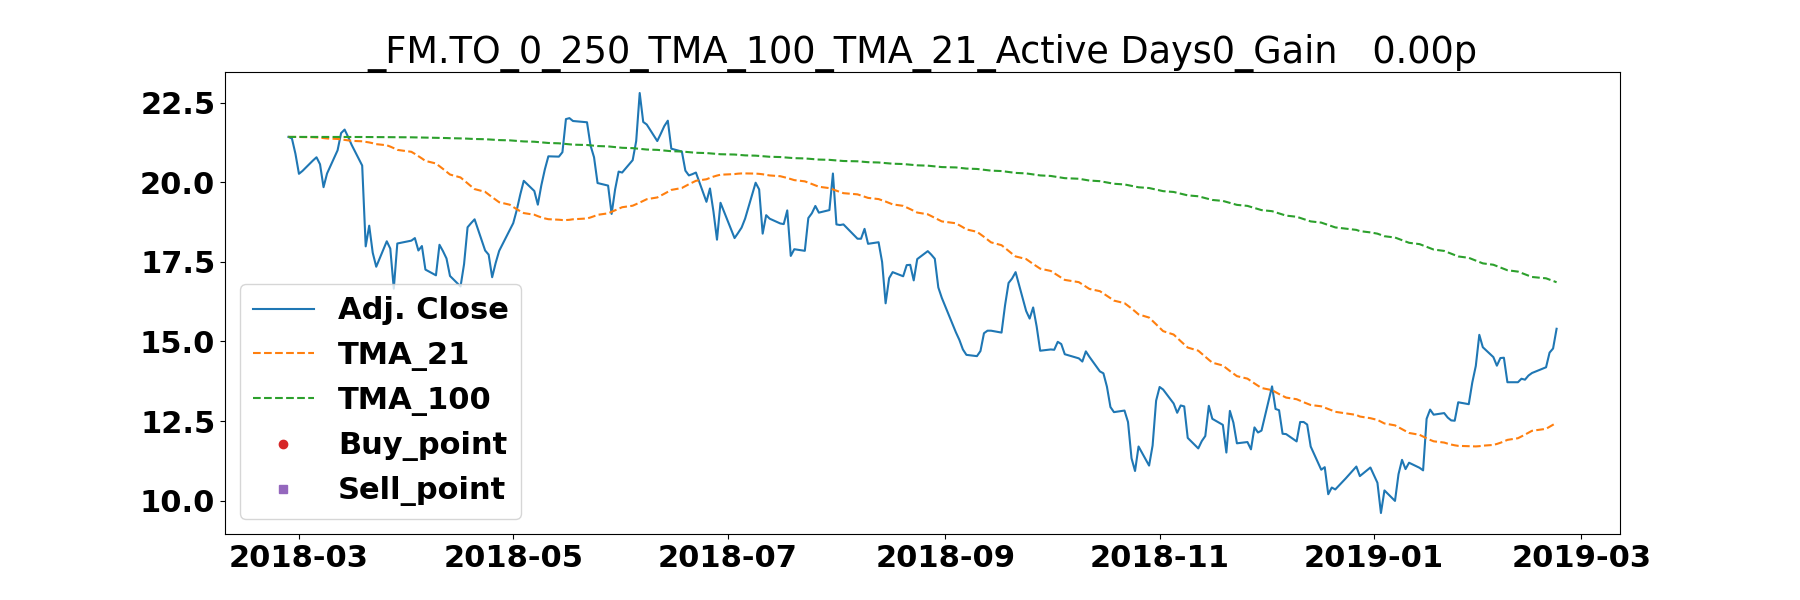 _FM.TO_0_250_TMA_100_TMA_21_Active Days0_Gain   0.00p
22.5
20.0
17.5
15.0
12.5
10.0
Adj. Close
TMA_21
TMA_100
Buy_point
Sell_point
2018-03 2018-05 2018-07 2018-09 2018-11 2019-01 2019-03